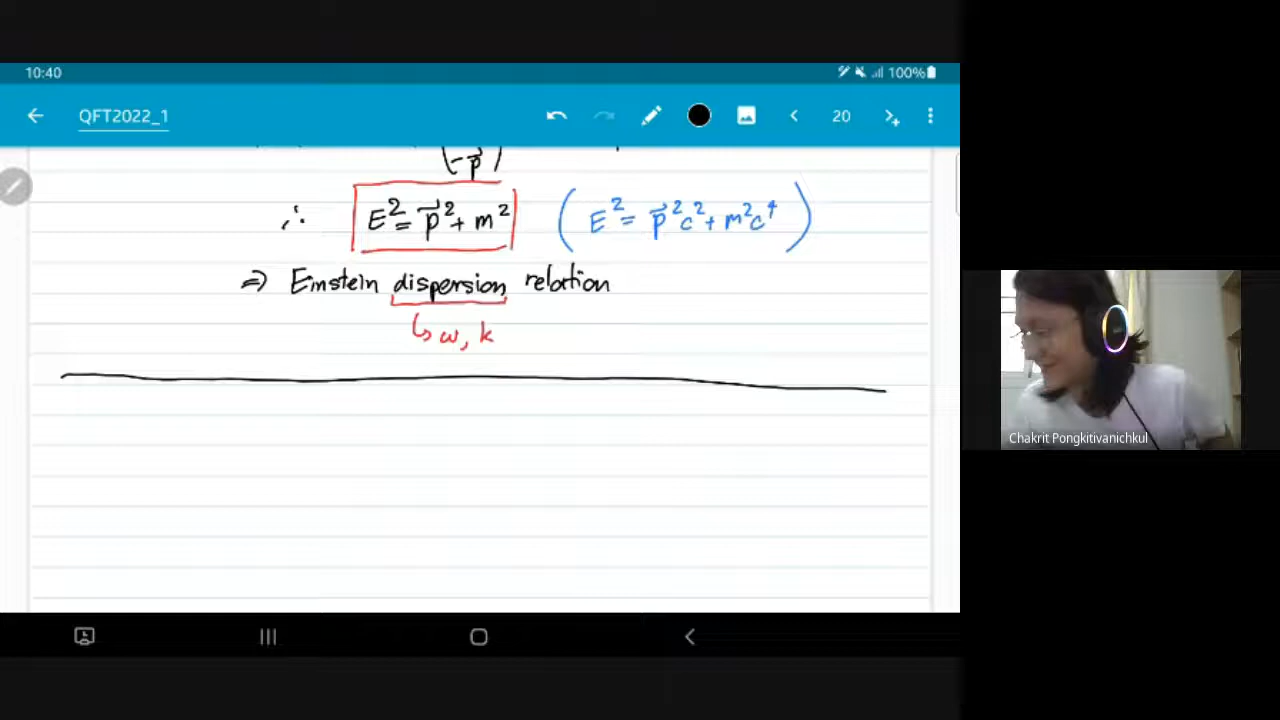 10:40
100%
QFT2022_1
20
(-p⃗)
∴ E² = p⃗² + m² (E² = p⃗²c² + m²c⁴)
⇒ Einstein dispersion relation
↳ ω, k
Chakrit Pongkitivanichkul